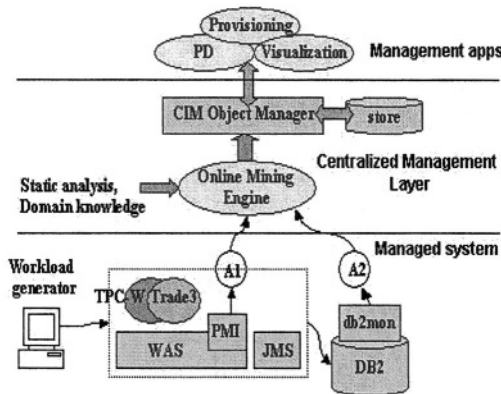 Provisioning
PD
Visualization
Management apps
CIM Object Manager
store
Online Mining
Engine
Centralized Management
Layer
Static analysis,
Domain knowledge
Managed system
Workload
generator
A1
A2
TPC-W
Trade3
PMI
WAS
JMS
db2mon
DB2